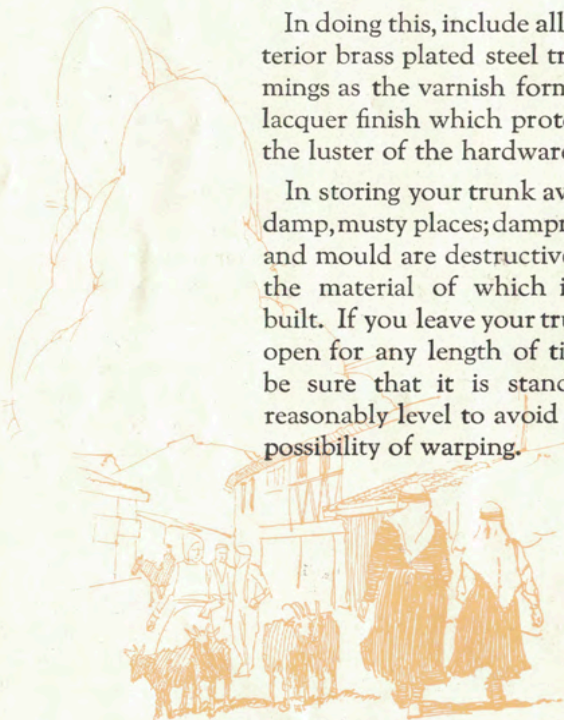 In doing this, include all
terior brass plated steel tr
mings as the varnish form
lacquer finish which prote
the luster of the hardware
In storing your trunk av
damp, musty places; dampr
and mould are destructive
the material of which i
built. If you leave your tru
open for any length of ti
be sure that it is stand
reasonably level to avoid
possibility of warping.